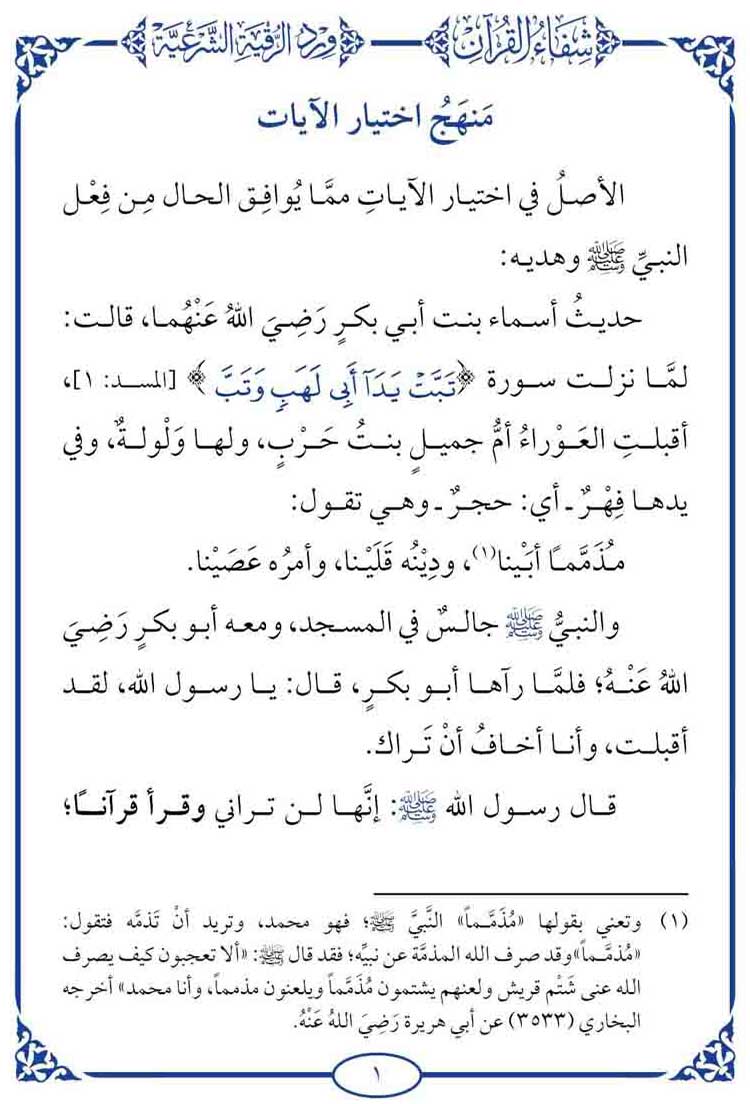 شِفَاءُ القُرْآنِ وِرْدُ الرُّقْيَةِ الشَّرْعِيَّةِ
مَنهَجُ اختيار الآيات
الأصلُ في اختيار الآياتِ ممَّا يُوافِق الحال مِن فِعْل
النبيِّ ﷺ وهديه:
حديثُ أسماء بنت أبي بكرٍ رَضِيَ اللهُ عَنْهُما، قالت:
لمَّا نزلت سورة ﴿تَبَّتْ يَدَآ أَبِي لَهَبٍ وَتَبَّ﴾ [المسد: ١]،
أقبلتِ العَوْراءُ أمُّ جميلٍ بنتُ حَرْبٍ، ولها وَلْولةٌ، وفي
يدها فِهْرٌ ـ أي: حجرٌ ـ وهي تقول:
مُذَمَّمًا أبَيْنا(١)، ودِيْنُه قَلَيْنا، وأمرُه عَصَيْنا.
والنبيُّ ﷺ جالسٌ في المسجد، ومعه أبو بكرٍ رَضِيَ
اللهُ عَنْهُ؛ فلمَّا رآها أبو بكرٍ، قال: يا رسول الله، لقد
أقبلت، وأنا أخافُ أنْ تَراك.
قال رسول الله ﷺ: إنَّها لن تراني وقرأ قرآنًا؛
(١) وتعني بقولها «مُذَمَّماً» النَّبيَّ ﷺ؛ فهو محمد، وتريد أنْ تَذمَّه فتقول:
«مُذمَّماً»وقد صرف الله المذمَّة عن نبيِّه؛ فقد قال ﷺ: «ألا تعجبون كيف يصرف
الله عنى شَتْم قريش ولعنهم يشتمون مُذَمَّماً ويلعنون مذمماً، وأنا محمد» أخرجه
البخاري (٣٥٣٣) عن أبي هريرة رَضِيَ اللهُ عَنْهُ.
١